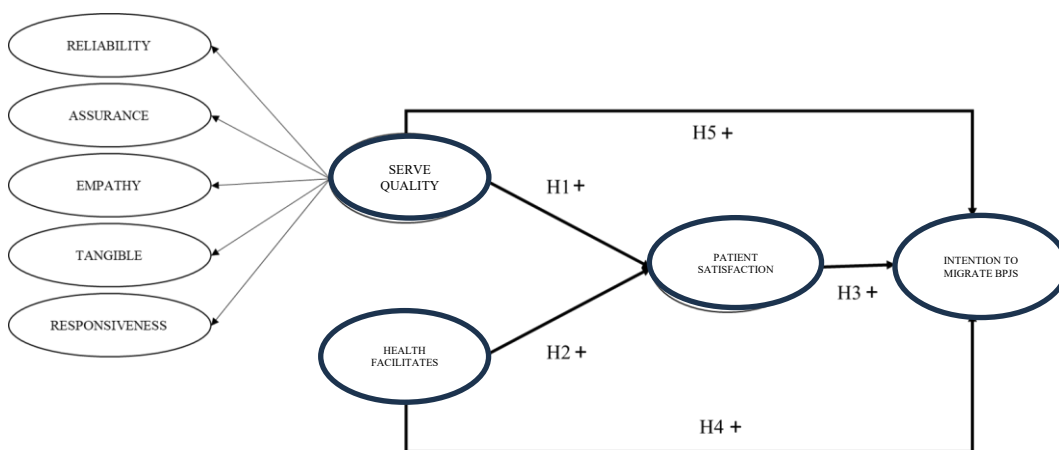 RELIABILITY
ASSURANCE
EMPATHY
TANGIBLE
RESPONSIVENESS
SERVE
QUALITY
HEALTH
FACILITATES
H5 +
H1 +
H2 +
PATIENT
SATISFACTION
H3 +
INTENTION TO
MIGRATE BPJS
H4 +